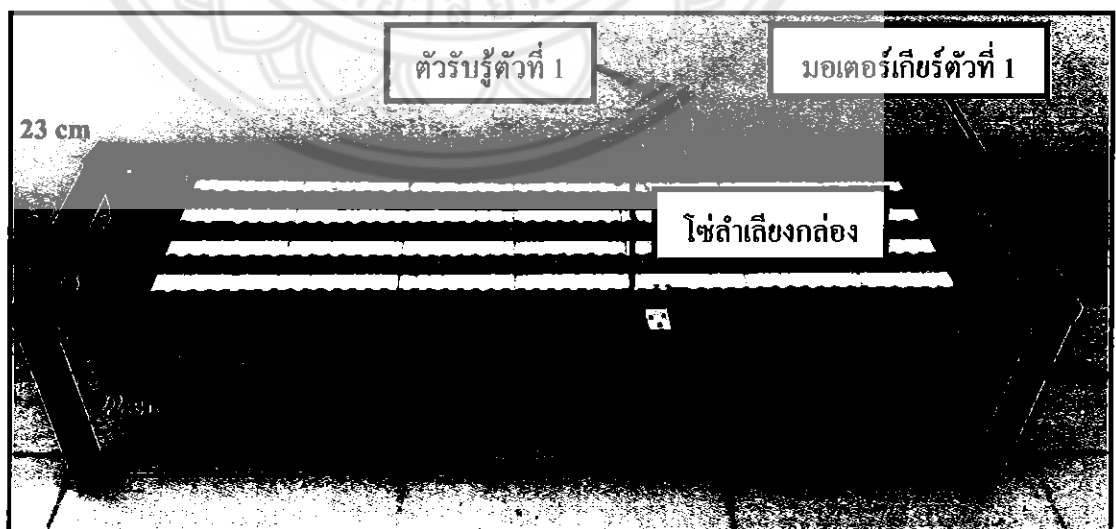 ตัวรับรู้ตัวที่ 1
มอเตอร์เกียร์ตัวที่ 1
23 cm
โซ่ลำเลียงกล่อง